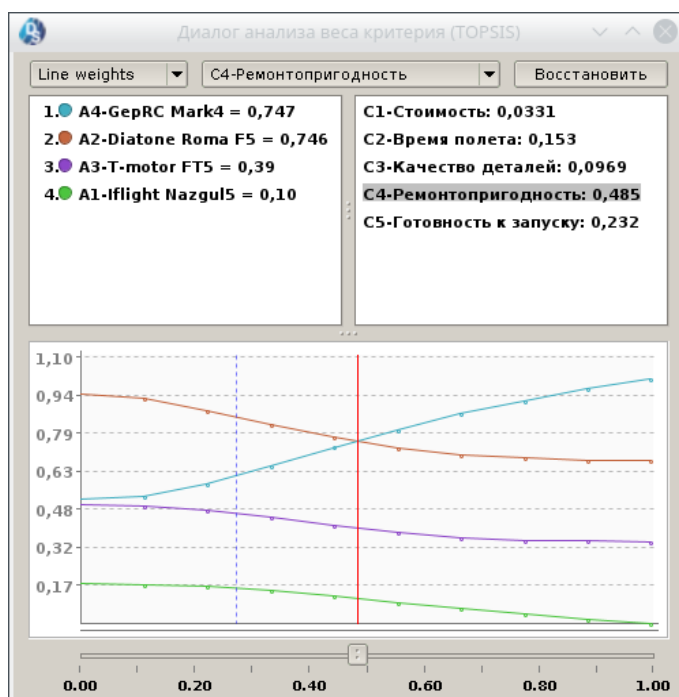 Диалог анализа веса критерия (TOPSIS)
Line weights
C4-Ремонтопригодность
Восстановить
1. A4-GepRC Mark4 = 0,747
2. A2-Diatone Roma F5 = 0,746
3. A3-T-motor FT5 = 0,39
4. A1-Iflight Nazgul5 = 0,10
C1-Стоимость: 0,0331
C2-Время полета: 0,153
C3-Качество деталей: 0,0969
C4-Ремонтопригодность: 0,485
C5-Готовность к запуску: 0,232
1,10
0,94
0,79
0,63
0,48
0,32
0,17
0.00 0.20 0.40 0.60 0.80 1.00